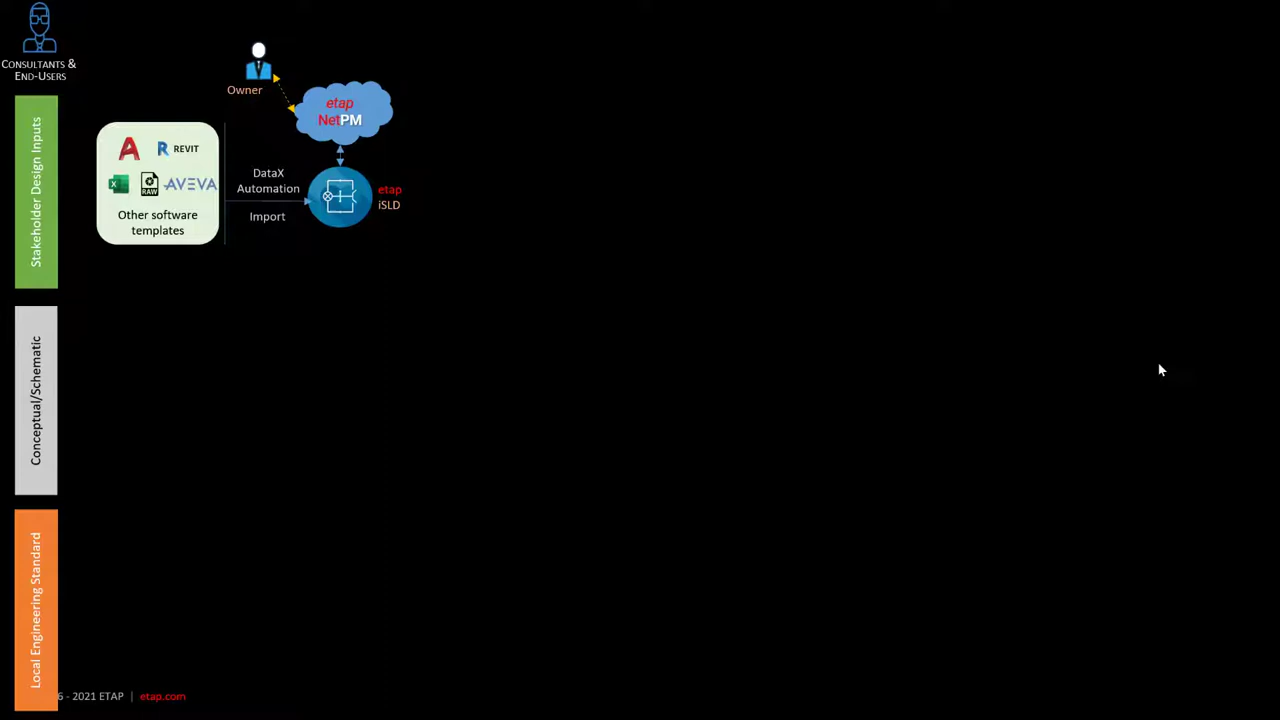 CONSULTANTS &
END-USERS
Owner
etap
NetPM
Stakeholder Design Inputs
REVIT
RAW
AVEVA
Other software
templates
DataX
Automation
Import
etap
iSLD
Conceptual/Schematic
Local Engineering Standard
6 - 2021 ETAP | etap.com